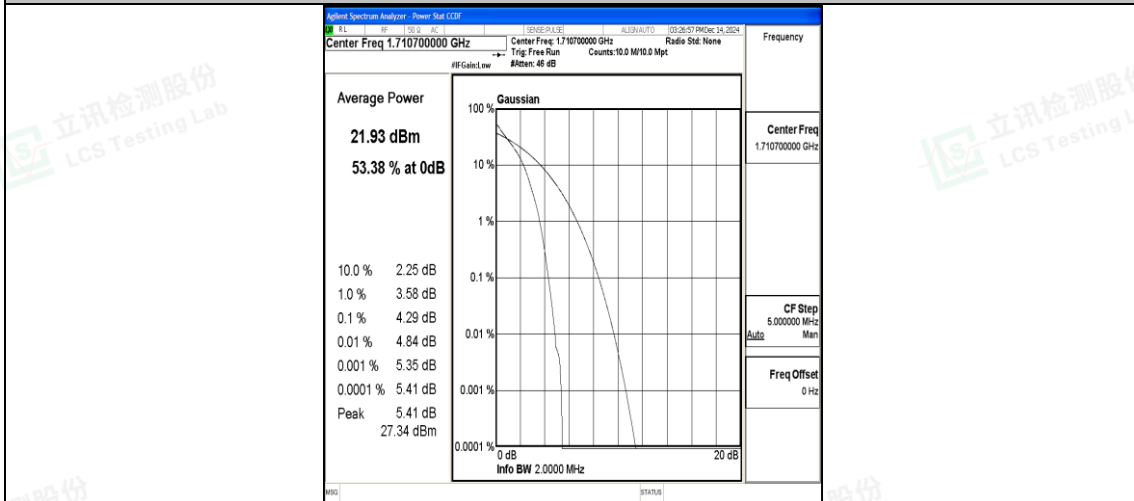 Agilent Spectrum Analyzer - Power Stat CCDF
LXI RL RF 50 Ω AC SENSE:PULSE ALIGN AUTO 03:26:57 PM Dec 14, 2024
Center Freq 1.710700000 GHz
Center Freq: 1.710700000 GHz Radio Std: None
Trig: Free Run Counts:10.0 M/10.0 Mpt
#IFGain:Low #Atten: 46 dB
Frequency
Average Power
21.93 dBm
53.38 % at 0dB
10.0 % 2.25 dB
1.0 % 3.58 dB
0.1 % 4.29 dB
0.01 % 4.84 dB
0.001 % 5.35 dB
0.0001 % 5.41 dB
Peak 5.41 dB
27.34 dBm
Gaussian
100 %
10 %
1 %
0.1 %
0.01 %
0.001 %
0.0001 %
0 dB 20 dB
Info BW 2.0000 MHz
Center Freq
1.710700000 GHz
CF Step
5.000000 MHz
Auto Man
Freq Offset
0 Hz
MSG STATUS
立讯检测股份
LCS Testing Lab
立讯检测股份
LCS Testing L
股份